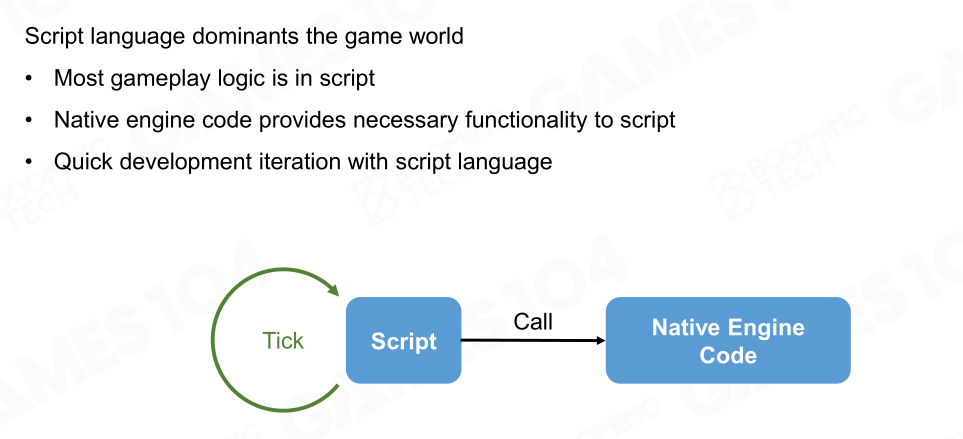 Script language dominants the game world
• Most gameplay logic is in script
• Native engine code provides necessary functionality to script
• Quick development iteration with script language
Tick
Script
Call
Native Engine
Code
GAMES104
BOOMING
TECH